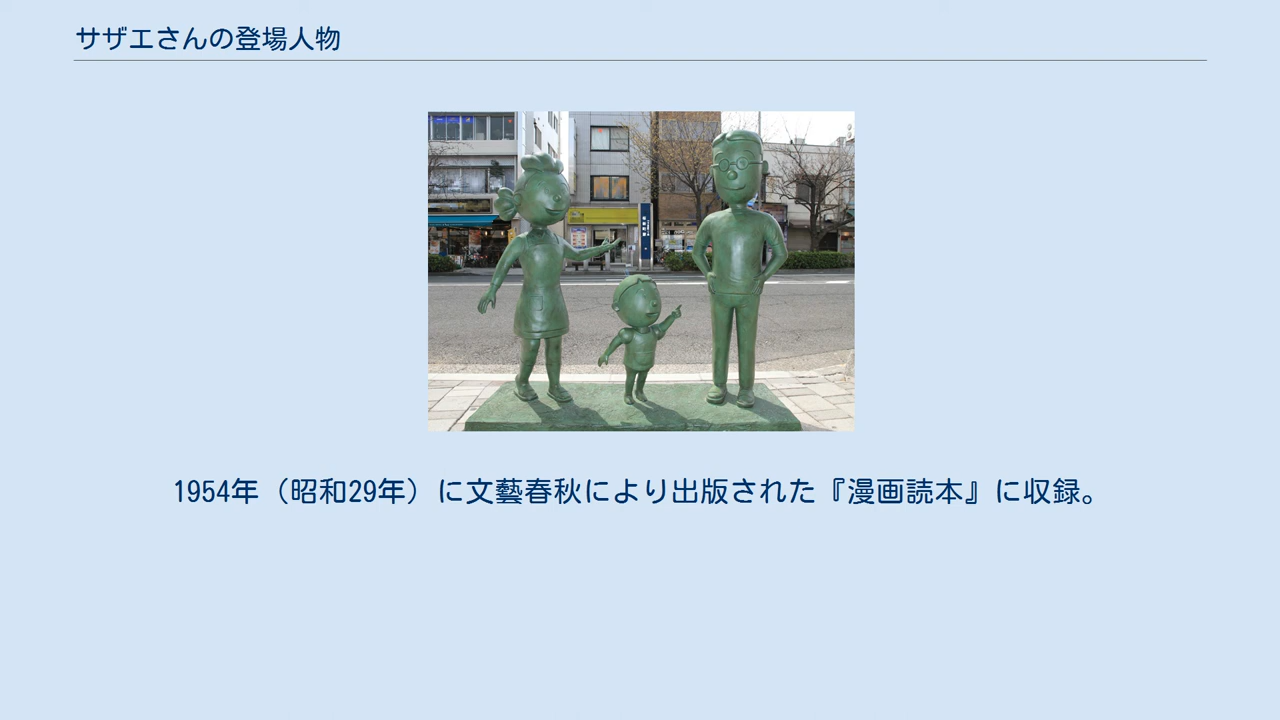 サザエさんの登場人物
1954年（昭和29年）に文藝春秋により出版された『漫画読本』に収録。